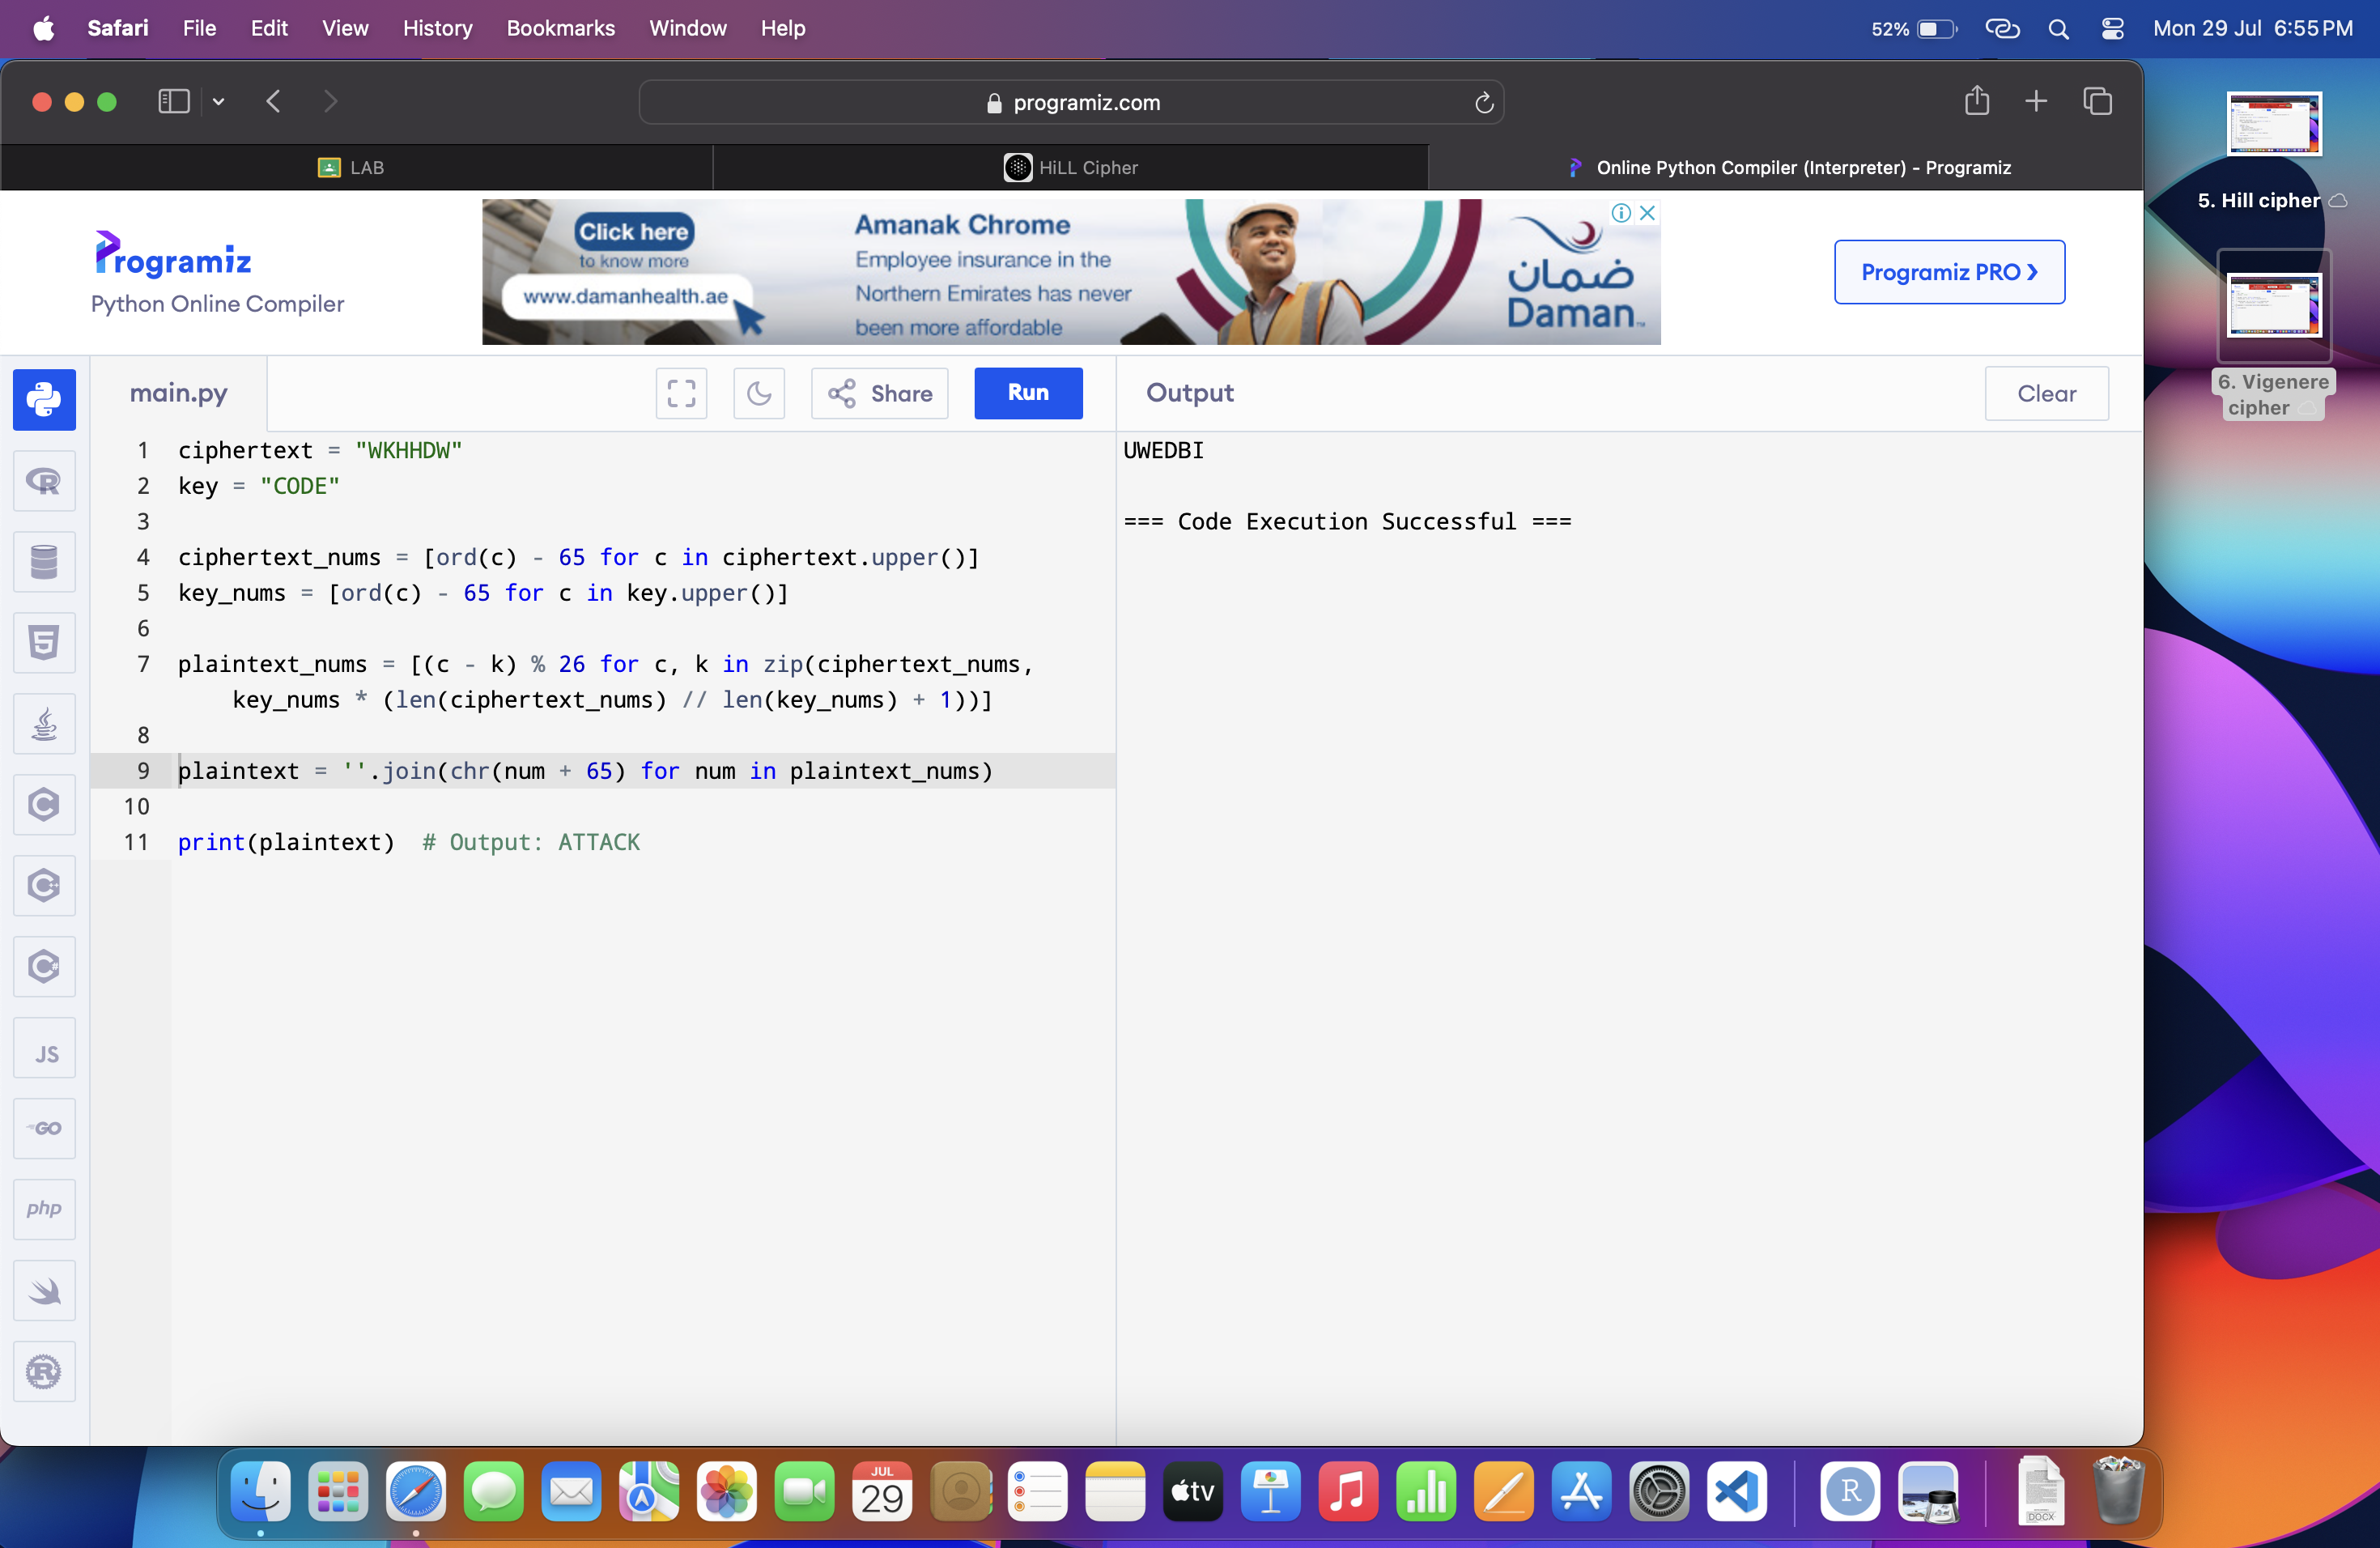 Safari File Edit View History Bookmarks Window Help 52% Mon 29 Jul 6:55 PM
programiz.com
LAB HiLL Cipher Online Python Compiler (Interpreter) - Programiz
5. Hill cipher
6. Vigenere
cipher
Programiz
Python Online Compiler
Click here
to know more
www.damanhealth.ae
Amanak Chrome
Employee insurance in the
Northern Emirates has never
been more affordable
ضمان
Daman™
Programiz PRO ❯
main.py Share Run Output Clear
1 ciphertext = "WKHHDW"
2 key = "CODE"
3
4 ciphertext_nums = [ord(c) - 65 for c in ciphertext.upper()]
5 key_nums = [ord(c) - 65 for c in key.upper()]
6
7 plaintext_nums = [(c - k) % 26 for c, k in zip(ciphertext_nums,
key_nums * (len(ciphertext_nums) // len(key_nums) + 1))]
8
9 plaintext = ''.join(chr(num + 65) for num in plaintext_nums)
10
11 print(plaintext) # Output: ATTACK
UWEDBI
=== Code Execution Successful ===
R
5
C
C
C
JS
GO
php
R
JUL
29
tv
R
DOCX